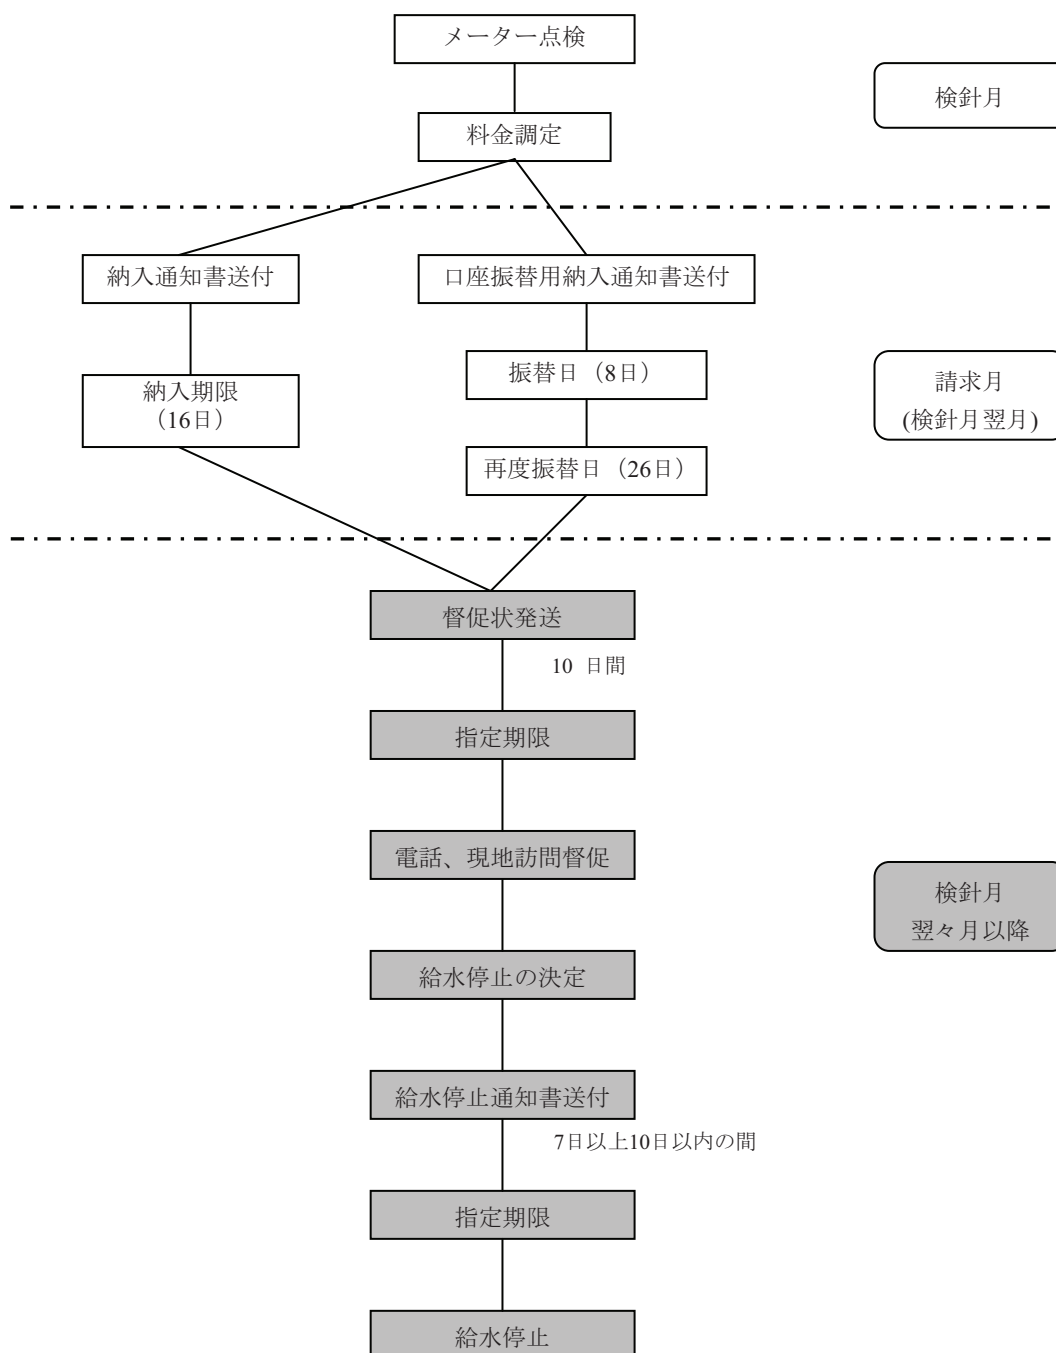 メーター点検
検針月
料金調定
納入通知書送付
口座振替用納入通知書送付
振替日（8日）
納入期限
（16日）
請求月
(検針月翌月)
再度振替日（26日）
督促状発送
10 日間
指定期限
電話、現地訪問督促
検針月
翌々月以降
給水停止の決定
給水停止通知書送付
7日以上10日以内の間
指定期限
給水停止